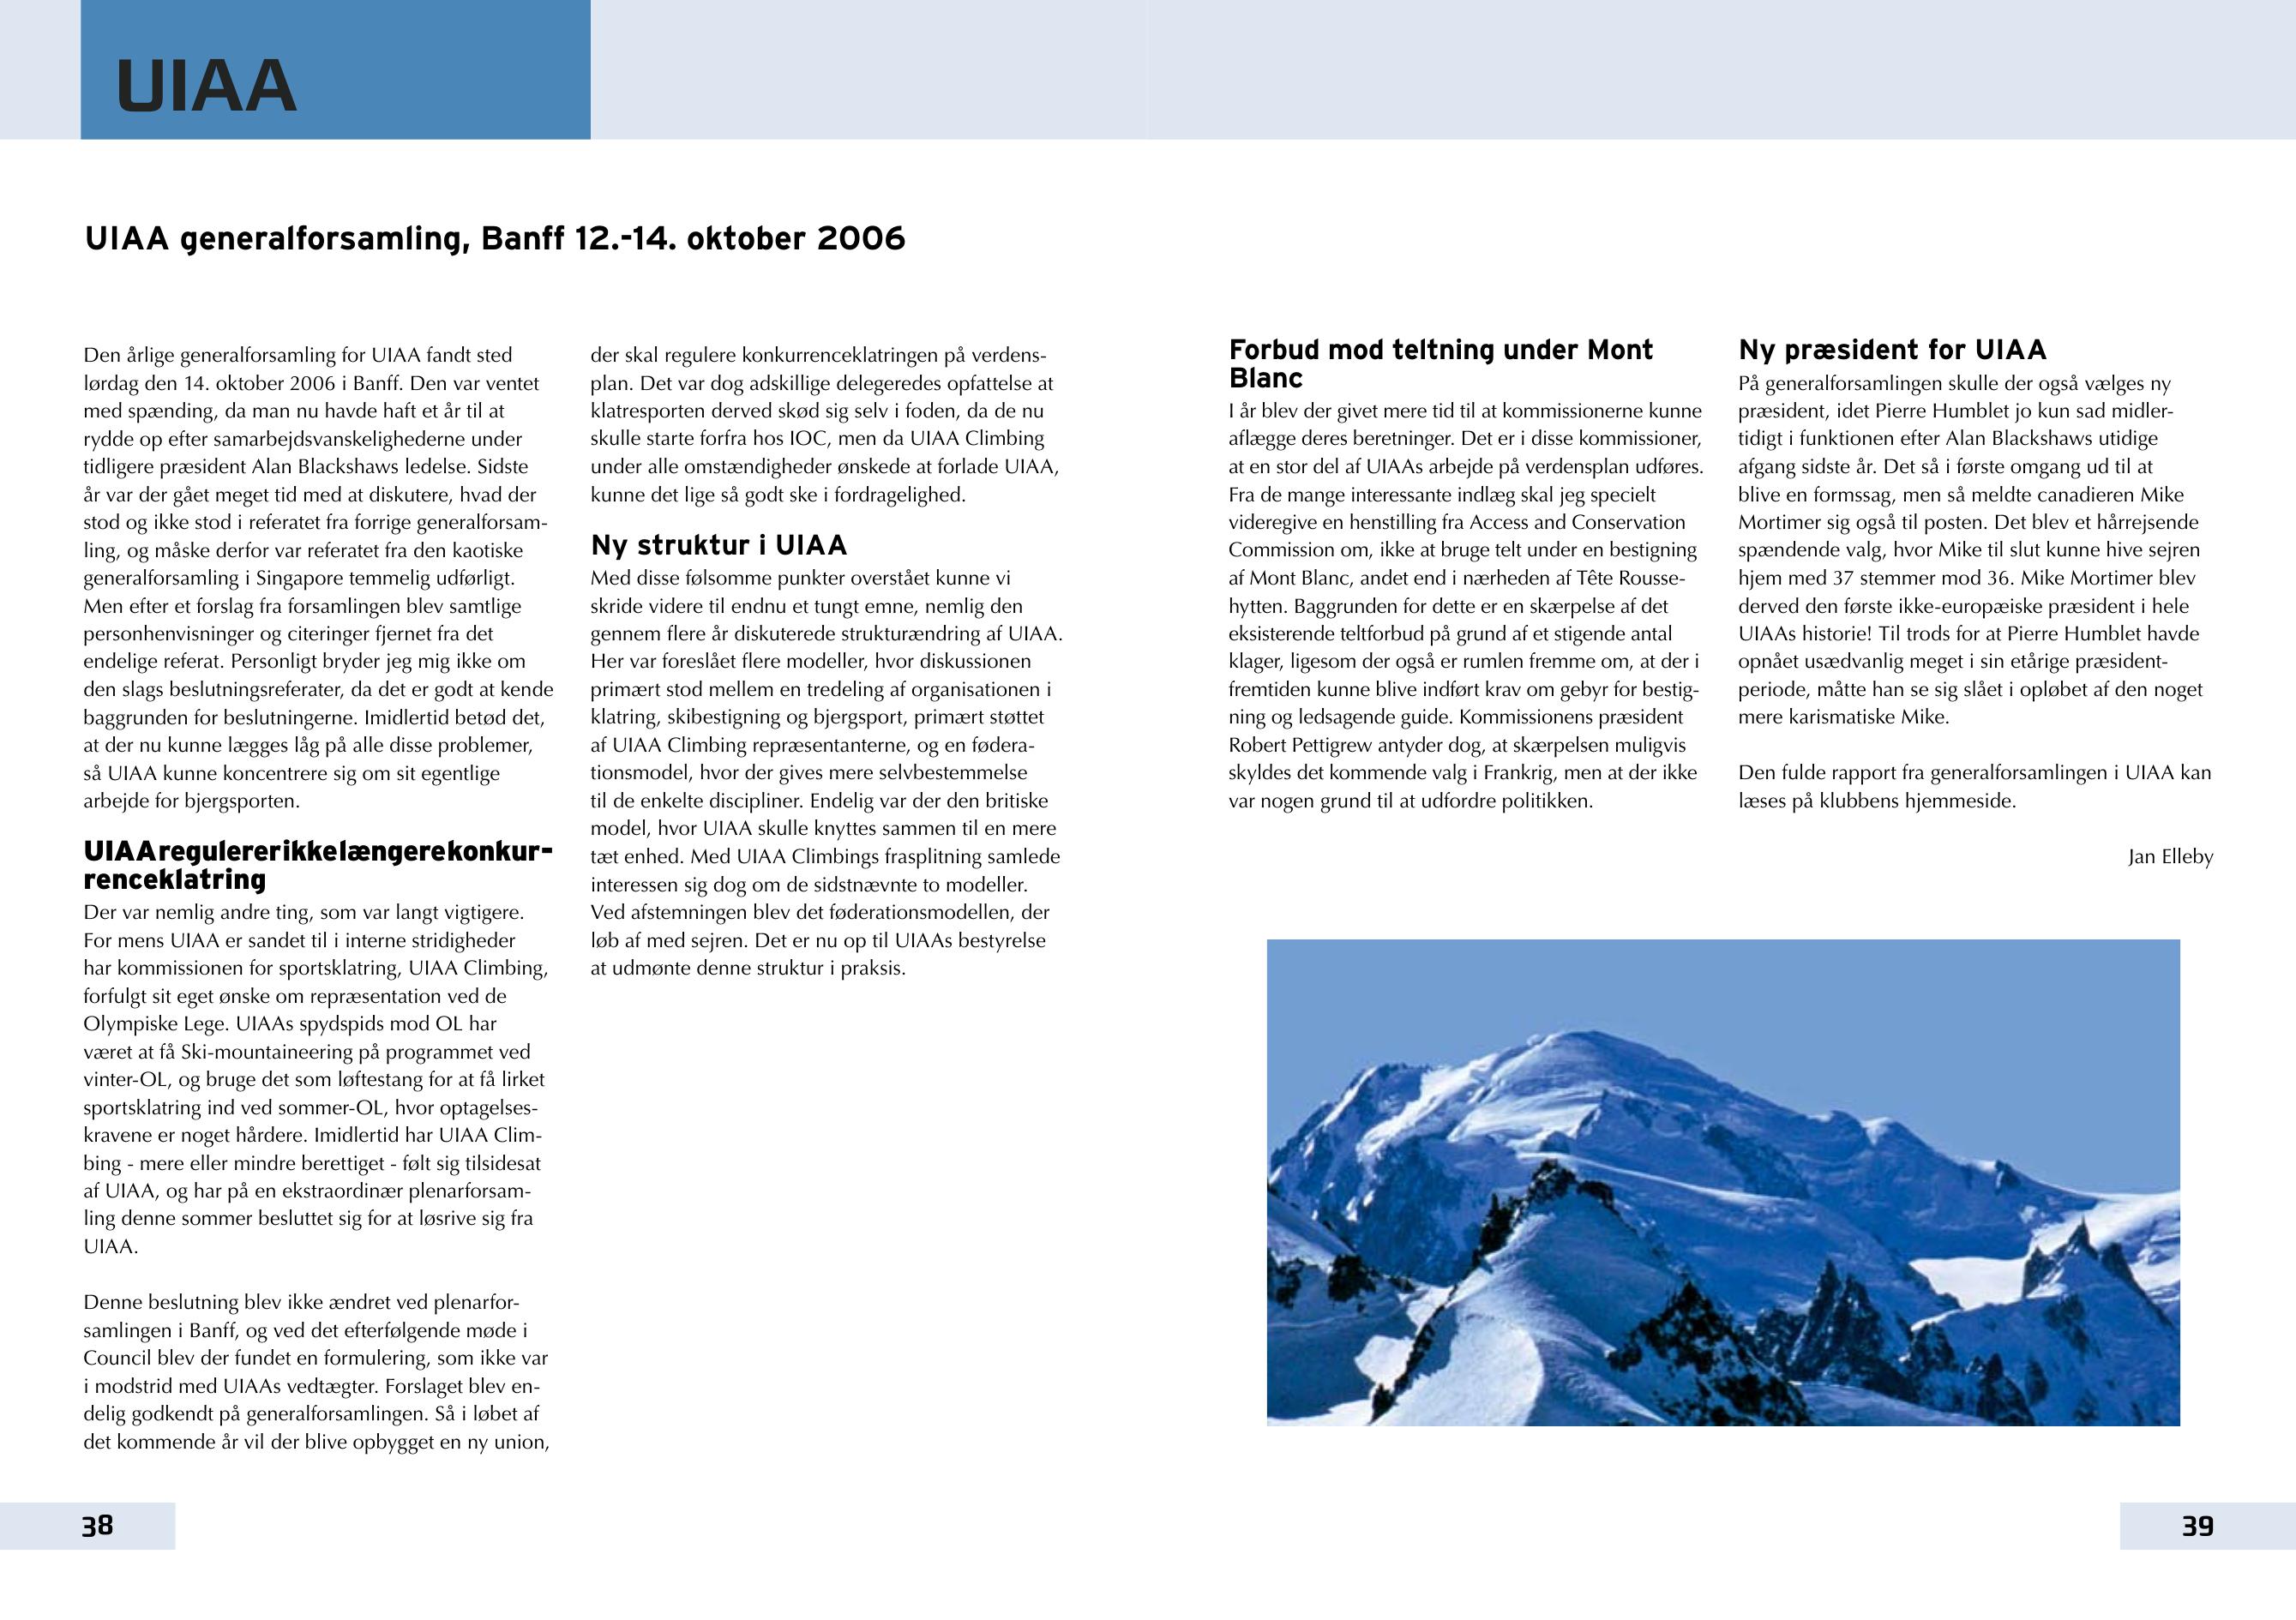 UIAA
UIAA generalforsamling, Banff 12.-14. oktober 2006
Den årlige generalforsamling for UIAA fandt sted
lørdag den 14. oktober 2006 i Banff. Den var ventet
med spænding, da man nu havde haft et år til at
rydde op efter samarbejdsvanskelighederne under
tidligere præsident Alan Blackshaws ledelse. Sidste
år var der gået meget tid med at diskutere, hvad der
stod og ikke stod i referatet fra forrige generalforsam-
ling, og måske derfor var referatet fra den kaotiske
generalforsamling i Singapore temmelig udførligt.
Men efter et forslag fra forsamlingen blev samtlige
personhenvisninger og citeringer fjernet fra det
endelige referat. Personligt bryder jeg mig ikke om
den slags beslutningsreferater, da det er godt at kende
baggrunden for beslutningerne. Imidlertid betød det,
at der nu kunne lægges låg på alle disse problemer,
så UIAA kunne koncentrere sig om sit egentlige
arbejde for bjergsporten.
UIAA regulerer ikke længere konkur-
renceklatring
Der var nemlig andre ting, som var langt vigtigere.
For mens UIAA er sandet til i interne stridigheder
har kommissionen for sportsklatring, UIAA Climbing,
forfulgt sit eget ønske om repræsentation ved de
Olympiske Lege. UIAAs spydspids mod OL har
været at få Ski-mountaineering på programmet ved
vinter-OL, og bruge det som løftestang for at få lirket
sportsklatring ind ved sommer-OL, hvor optagelses-
kravene er noget hårdere. Imidlertid har UIAA Clim-
bing - mere eller mindre berettiget - følt sig tilsidesat
af UIAA, og har på en ekstraordinær plenarforsam-
ling denne sommer besluttet sig for at løsrive sig fra
UIAA.
Denne beslutning blev ikke ændret ved plenarfor-
samlingen i Banff, og ved det efterfølgende møde i
Council blev der fundet en formulering, som ikke var
i modstrid med UIAAs vedtægter. Forslaget blev en-
delig godkendt på generalforsamlingen. Så i løbet af
det kommende år vil der blive opbygget en ny union,
der skal regulere konkurrenceklatringen på verdens-
plan. Det var dog adskillige delegeredes opfattelse at
klatresporten derved skød sig selv i foden, da de nu
skulle starte forfra hos IOC, men da UIAA Climbing
under alle omstændigheder ønskede at forlade UIAA,
kunne det lige så godt ske i fordragelighed.
Ny struktur i UIAA
Med disse følsomme punkter overstået kunne vi
skride videre til endnu et tungt emne, nemlig den
gennem flere år diskuterede strukturændring af UIAA.
Her var foreslået flere modeller, hvor diskussionen
primært stod mellem en tredeling af organisationen i
klatring, skibestigning og bjergsport, primært støttet
af UIAA Climbing repræsentanterne, og en fødera-
tionsmodel, hvor der gives mere selvbestemmelse
til de enkelte discipliner. Endelig var der den britiske
model, hvor UIAA skulle knyttes sammen til en mere
tæt enhed. Med UIAA Climbings frasplitning samlede
interessen sig dog om de sidstnævnte to modeller.
Ved afstemningen blev det føderationsmodellen, der
løb af med sejren. Det er nu op til UIAAs bestyrelse
at udmønte denne struktur i praksis.
Forbud mod teltning under Mont
Blanc
I år blev der givet mere tid til at kommissionerne kunne
aflægge deres beretninger. Det er i disse kommissioner,
at en stor del af UIAAs arbejde på verdensplan udføres.
Fra de mange interessante indlæg skal jeg specielt
videregive en henstilling fra Access and Conservation
Commission om, ikke at bruge telt under en bestigning
af Mont Blanc, andet end i nærheden af Tête Rousse-
hytten. Baggrunden for dette er en skærpelse af det
eksisterende teltforbud på grund af et stigende antal
klager, ligesom der også er rumlen fremme om, at der i
fremtiden kunne blive indført krav om gebyr for bestig-
ning og ledsagende guide. Kommissionens præsident
Robert Pettigrew antyder dog, at skærpelsen muligvis
skyldes det kommende valg i Frankrig, men at der ikke
var nogen grund til at udfordre politikken.
Ny præsident for UIAA
På generalforsamlingen skulle der også vælges ny
præsident, idet Pierre Humblet jo kun sad midler-
tidigt i funktionen efter Alan Blackshaws utidige
afgang sidste år. Det så i første omgang ud til at
blive en formssag, men så meldte canadieren Mike
Mortimer sig også til posten. Det blev et hårrejsende
spændende valg, hvor Mike til slut kunne hive sejren
hjem med 37 stemmer mod 36. Mike Mortimer blev
derved den første ikke-europæiske præsident i hele
UIAAs historie! Til trods for at Pierre Humblet havde
opnået usædvanlig meget i sin etårige præsident-
periode, måtte han se sig slået i opløbet af den noget
mere karismatiske Mike.
Den fulde rapport fra generalforsamlingen i UIAA kan
læses på klubbens hjemmeside.
Jan Elleby
38
39